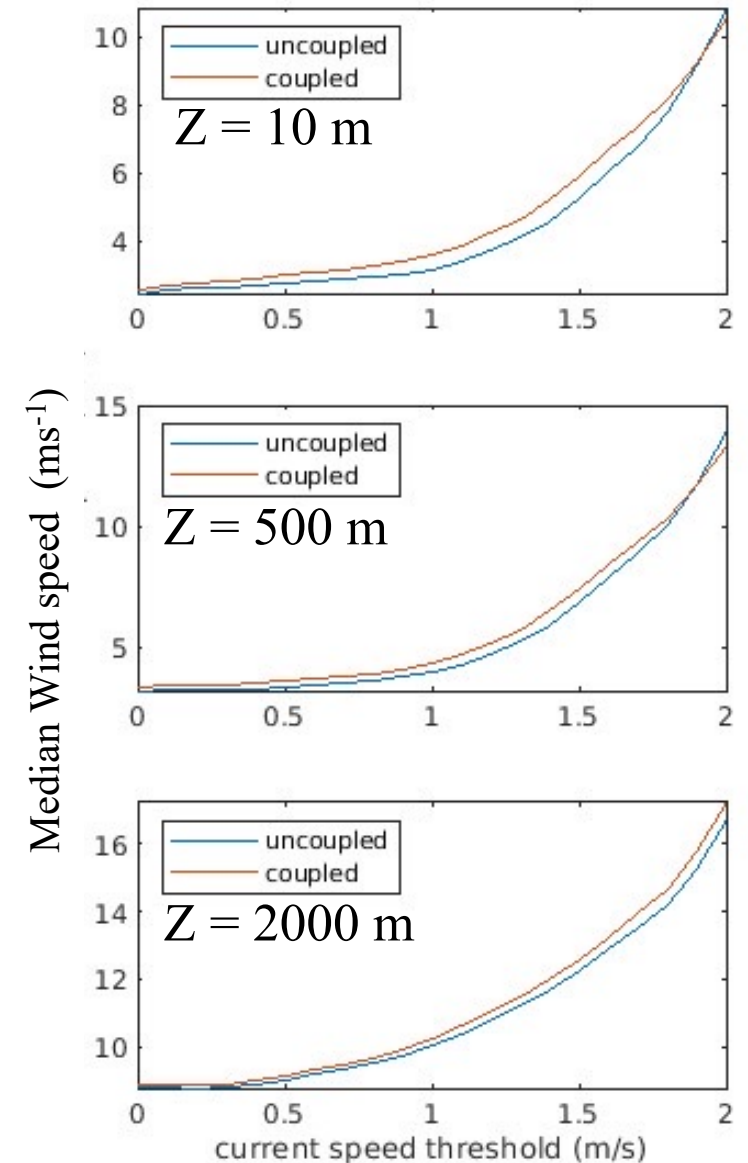 10
8
6
4
uncoupled
coupled
Z = 10 m
0 0.5 1 1.5 2
Median Wind speed (ms⁻¹)
15
10
5
uncoupled
coupled
Z = 500 m
0 0.5 1 1.5 2
16
14
12
10
uncoupled
coupled
Z = 2000 m
0 0.5 1 1.5 2
current speed threshold (m/s)